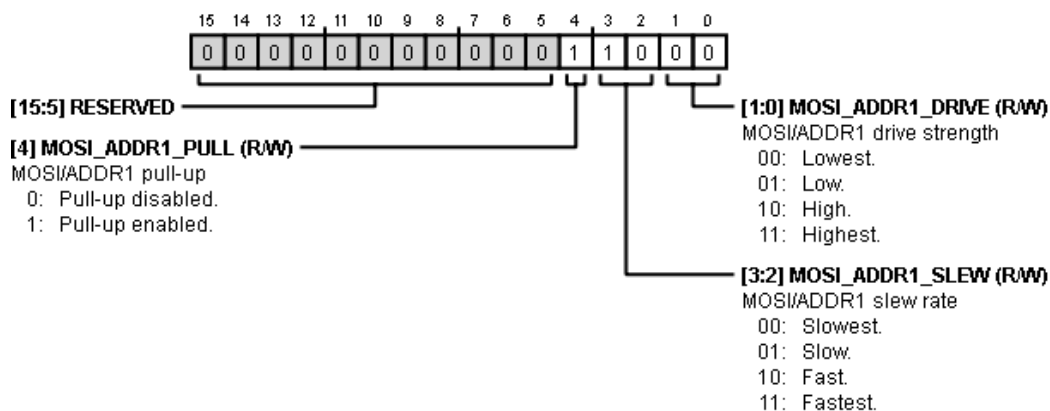 15 14 13 12 11 10 9 8 7 6 5 4 3 2 1 0
0 0 0 0 0 0 0 0 0 0 0 1 1 0 0 0
[15:5] RESERVED
[4] MOSI_ADDR1_PULL (R/W)
MOSI/ADDR1 pull-up
0: Pull-up disabled.
1: Pull-up enabled.
[1:0] MOSI_ADDR1_DRIVE (R/W)
MOSI/ADDR1 drive strength
00: Lowest.
01: Low.
10: High.
11: Highest.
[3:2] MOSI_ADDR1_SLEW (R/W)
MOSI/ADDR1 slew rate
00: Slowest.
01: Slow.
10: Fast.
11: Fastest.